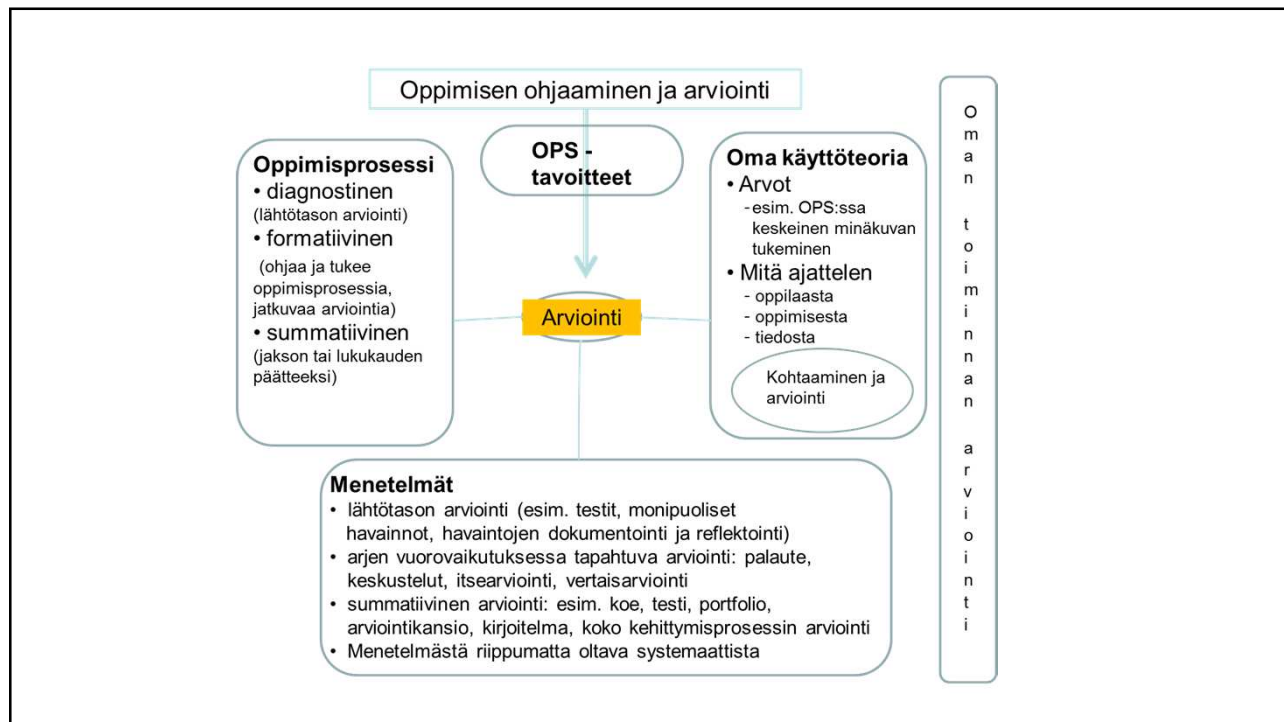 Oppimisen ohjaaminen ja arviointi
OPS -
tavoitteet
Oppimisprosessi
• diagnostinen
(lähtötason arviointi)
• formatiivinen
(ohjaa ja tukee
oppimisprosessia,
jatkuvaa arviointia)
• summatiivinen
(jakson tai lukukauden
päätteeksi)
Arviointi
Oma käyttöteoria
• Arvot
- esim. OPS:ssa
keskeinen minäkuvan
tukeminen
• Mitä ajattelen
- oppilaasta
- oppimisesta
- tiedosta
Kohtaaminen ja
arviointi
Menetelmät
• lähtötason arviointi (esim. testit, monipuoliset
havainnot, havaintojen dokumentointi ja reflektointi)
• arjen vuorovaikutuksessa tapahtuva arviointi: palaute,
keskustelut, itsearviointi, vertaisarviointi
• summatiivinen arviointi: esim. koe, testi, portfolio,
arviointikansio, kirjoitelma, koko kehittymisprosessin arviointi
• Menetelmästä riippumatta oltava systemaattista
Oman toiminnan arviointi